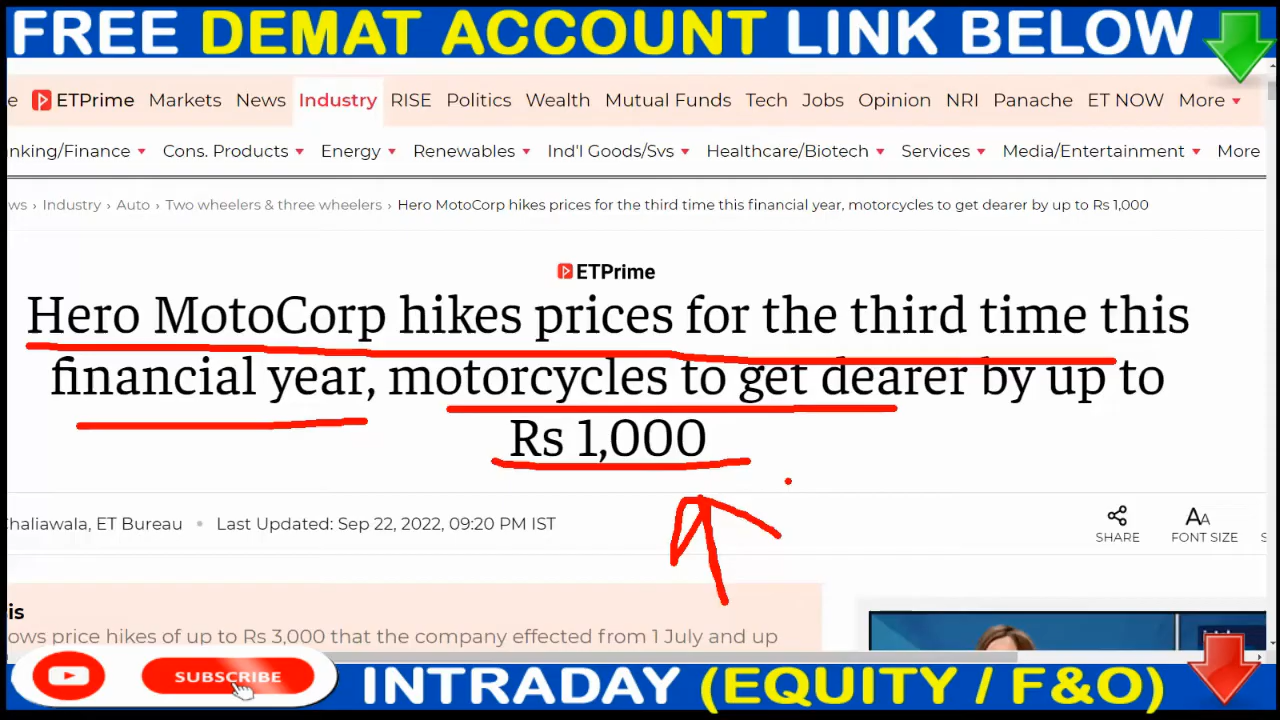 FREE DEMAT ACCOUNT LINK BELOW
e ETPrime Markets News Industry RISE Politics Wealth Mutual Funds Tech Jobs Opinion NRI Panache ET NOW More
nking/Finance Cons. Products Energy Renewables Ind'l Goods/Svs Healthcare/Biotech Services Media/Entertainment More
ws › Industry › Auto › Two wheelers & three wheelers › Hero MotoCorp hikes prices for the third time this financial year, motorcycles to get dearer by up to Rs 1,000
ETPrime
Hero MotoCorp hikes prices for the third time this
financial year, motorcycles to get dearer by up to
Rs 1,000
Chaliawala, ET Bureau • Last Updated: Sep 22, 2022, 09:20 PM IST
SHARE
AA
FONT SIZE
S
is
ows price hikes of up to Rs 3,000 that the company effected from 1 July and up
SUBSCRIBE
INTRADAY (EQUITY / F&O)